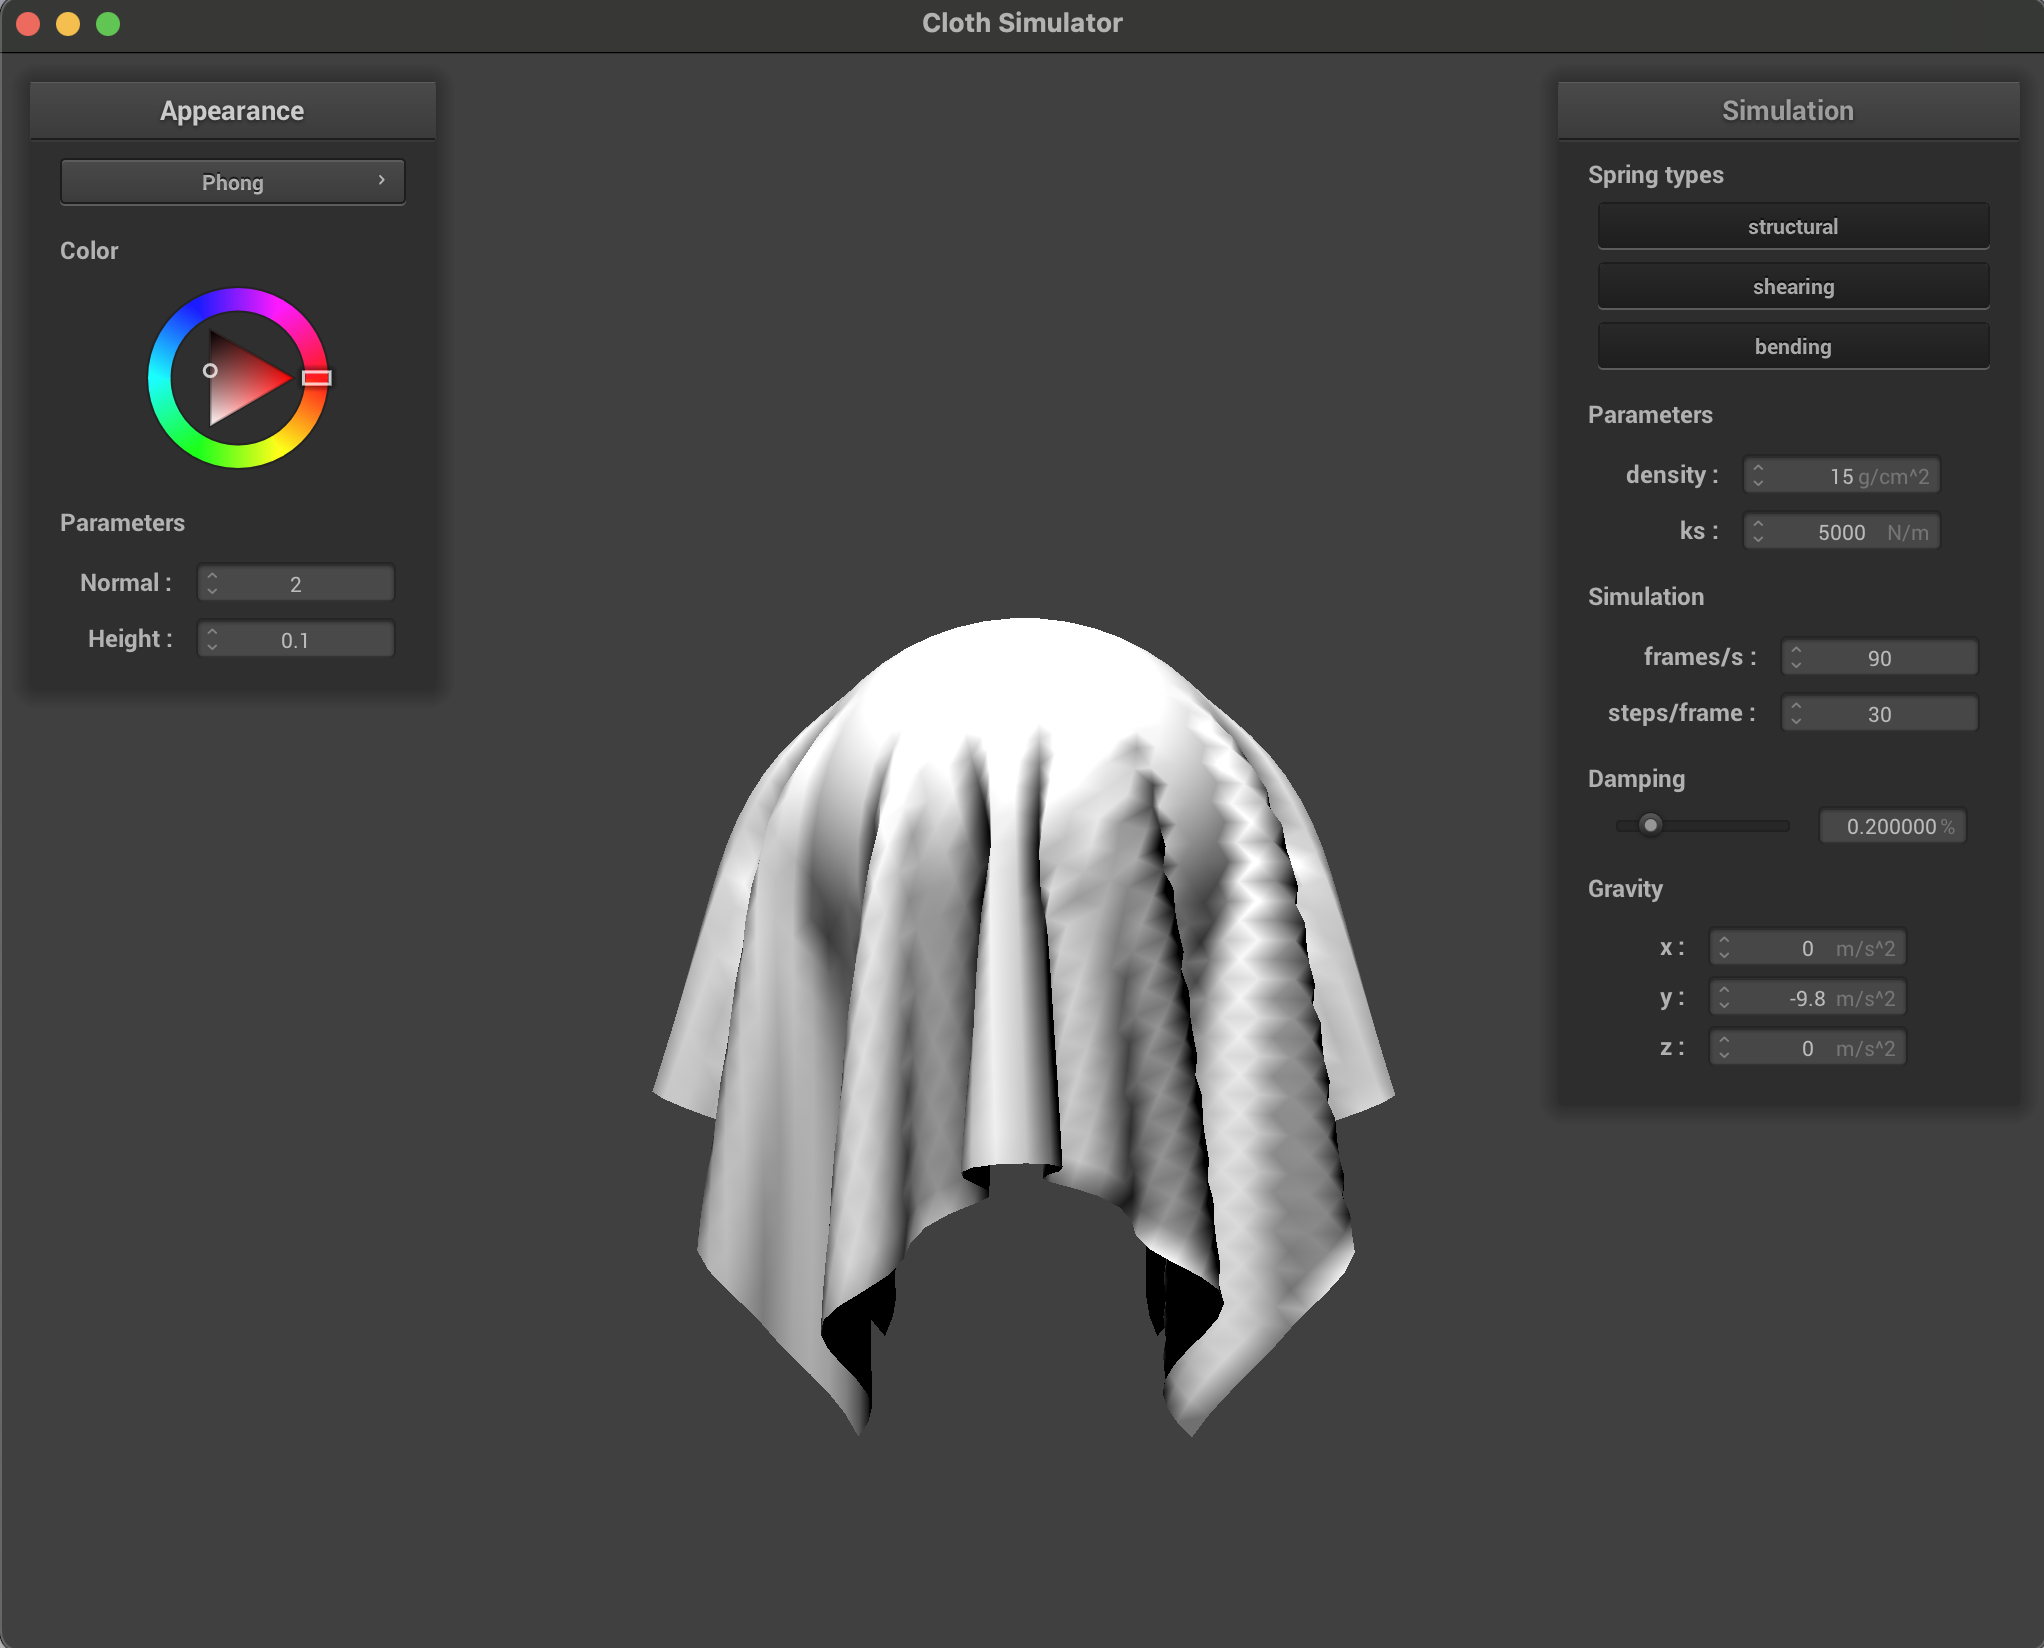 Cloth Simulator
Appearance
Phong
Color
Parameters
Normal : 2
Height : 0.1
Simulation
Spring types
structural
shearing
bending
Parameters
density : 15 g/cm^2
ks : 5000 N/m
Simulation
frames/s : 90
steps/frame : 30
Damping
0.200000 %
Gravity
x : 0 m/s^2
y : -9.8 m/s^2
z : 0 m/s^2